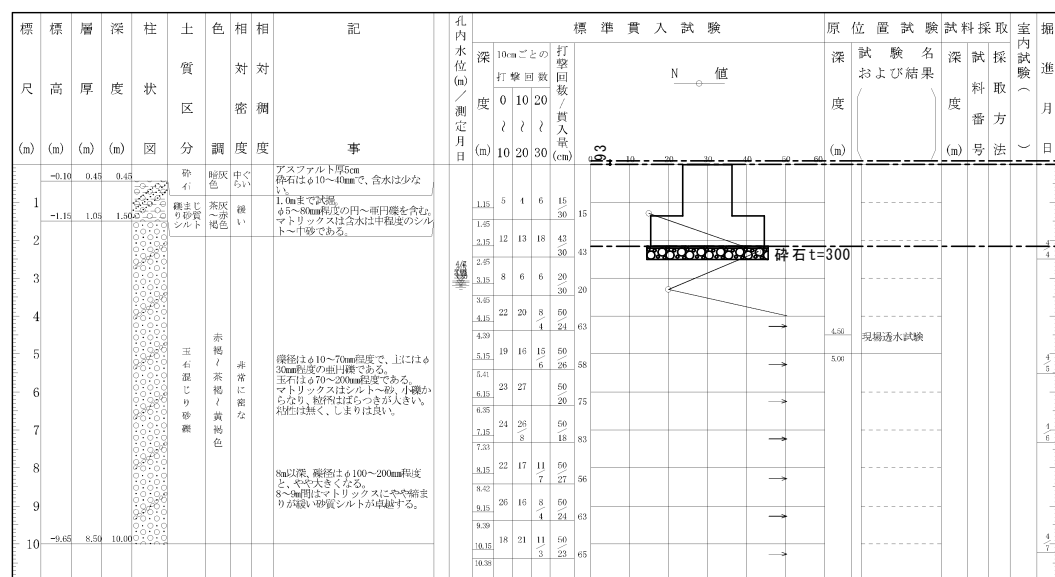 標尺(m)
標高(m)
層厚(m)
深度(m)
柱状図
土質区分
色調
相対密度
相対稠度
記事
孔内水位(m)/測定月日
標準貫入試験
深度(m)
10cmごとの打撃回数
0～10
10～20
20～30
打撃回数/貫入量(cm)
N 値
0 10 20 30 40 50 60
93
原位置試験
深度(m)
試験名および結果
試料採取
深度(m)
試料番号
採取方法
室内試験( )
掘進月日
-0.10 0.45 0.45
砕石
暗灰色
中ぐらい
アスファルト厚5cm
砕石はφ10～40mmで、含水は少な
い。
1
-1.15 1.05 1.50
礫まじり砂質シルト
茶灰～赤褐色
緩い
1.0mまで試掘。
φ5～80mm程度の円～亜円礫を含む。
マトリックスは含水は中程度のシル
ト～中砂である。
1.15 5 4 6 15/30 15
2
2.15 12 13 18 43/30 43
砕石t=300
4/4
2.45
3
3.15 8 6 6 20/30 20
3.45
4
4.15 22 20 8/4 50/24 63
4.39
4.50
現場透水試験
5.00
5
5.15 19 16 15/6 50/26 58
4/5
5.41
玉石混じり砂礫
赤褐～茶褐～黄褐色
非常に密な
礫径はφ10～70mm程度で、主にはφ
30mm程度の亜円礫である。
玉石はφ70～200mm程度である。
マトリックスはシルト～砂、小礫か
らなり、粒径はばらつきが大きい。
粘性は無く、しまりは良い。
6
6.15 23 27 50/20 75
6.35
7
7.15 24 26/8 50/18 83
4/6
7.33
8
8.15 22 17 11/7 50/27 56
8.42
8m以深、礫径はφ100～200mm程度
と、やや大きくなる。
8～9m間はマトリックスにやや締ま
りが緩い砂質シルトが卓越する。
9
9.15 26 16 8/4 50/24 63
9.39
10
-9.65 8.50 10.00
10.15 18 21 11/3 50/23 65
4/7
10.38